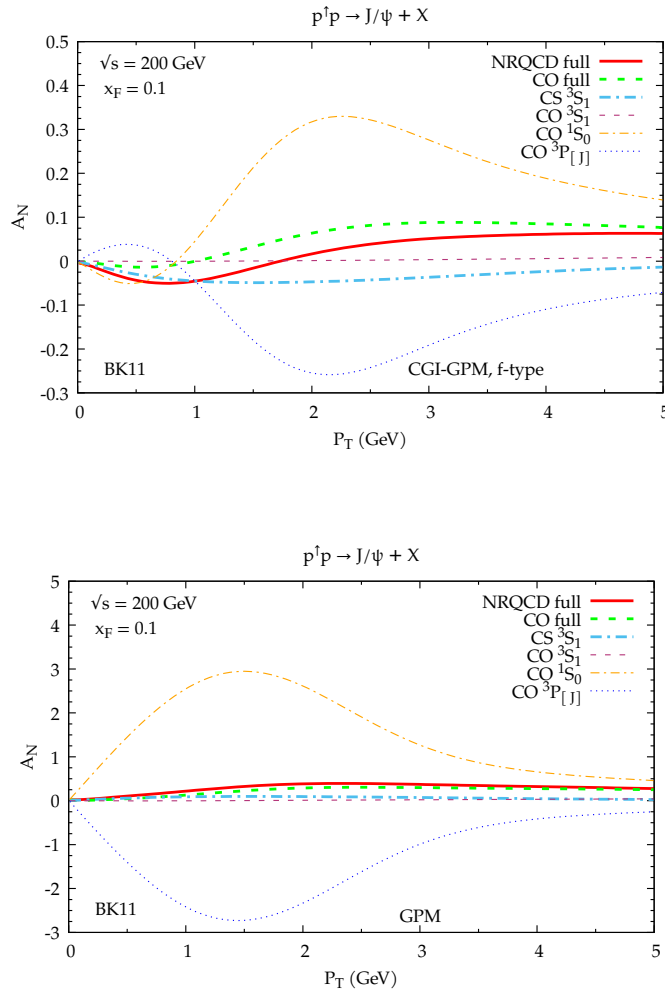 p↑p → J/ψ + X
√s = 200 GeV
x_F = 0.1
NRQCD full
CO full
CS ³S₁
CO ³S₁
CO ¹S₀
CO ³P[J]
A_N
0.5
0.4
0.3
0.2
0.1
0
-0.1
-0.2
-0.3
BK11
CGI-GPM, f-type
0 1 2 3 4 5
P_T (GeV)
p↑p → J/ψ + X
√s = 200 GeV
x_F = 0.1
NRQCD full
CO full
CS ³S₁
CO ³S₁
CO ¹S₀
CO ³P[J]
A_N
5
4
3
2
1
0
-1
-2
-3
BK11
GPM
0 1 2 3 4 5
P_T (GeV)